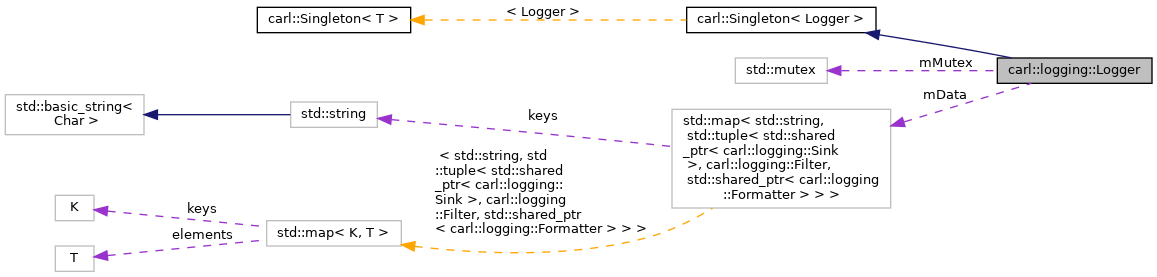 carl::Singleton< T >
< Logger >
carl::Singleton< Logger >
carl::logging::Logger
mMutex
std::mutex
mData
std::basic_string<
Char >
std::string
keys
std::map< std::string,
std::tuple< std::shared
_ptr< carl::logging::Sink
>, carl::logging::Filter,
std::shared_ptr< carl::logging
::Formatter > > >
< std::string, std
::tuple< std::shared
_ptr< carl::logging::
Sink >, carl::logging
::Filter, std::shared_ptr
< carl::logging::Formatter > > >
K
keys
std::map< K, T >
elements
T